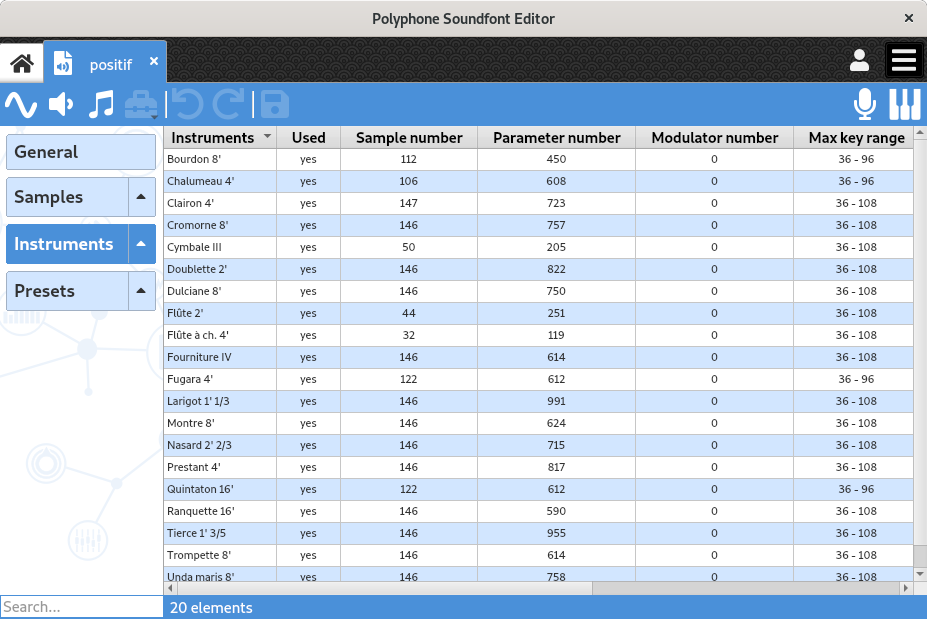 Polyphone Soundfont Editor
positif
Instruments Used Sample number Parameter number Modulator number Max key range
General
Samples
Instruments
Presets
Bourdon 8' yes 112 450 0 36 - 96
Chalumeau 4' yes 106 608 0 36 - 96
Clairon 4' yes 147 723 0 36 - 108
Cromorne 8' yes 146 757 0 36 - 108
Cymbale III yes 50 205 0 36 - 108
Doublette 2' yes 146 822 0 36 - 108
Dulciane 8' yes 146 750 0 36 - 108
Flûte 2' yes 44 251 0 36 - 108
Flûte à ch. 4' yes 32 119 0 36 - 108
Fourniture IV yes 146 614 0 36 - 108
Fugara 4' yes 122 612 0 36 - 96
Larigot 1' 1/3 yes 146 991 0 36 - 108
Montre 8' yes 146 624 0 36 - 108
Nasard 2' 2/3 yes 146 715 0 36 - 108
Prestant 4' yes 146 817 0 36 - 108
Quintaton 16' yes 122 612 0 36 - 96
Ranquette 16' yes 146 590 0 36 - 108
Tierce 1' 3/5 yes 146 955 0 36 - 108
Trompette 8' yes 146 614 0 36 - 108
Unda maris 8' yes 146 758 0 36 - 108
Search...
20 elements